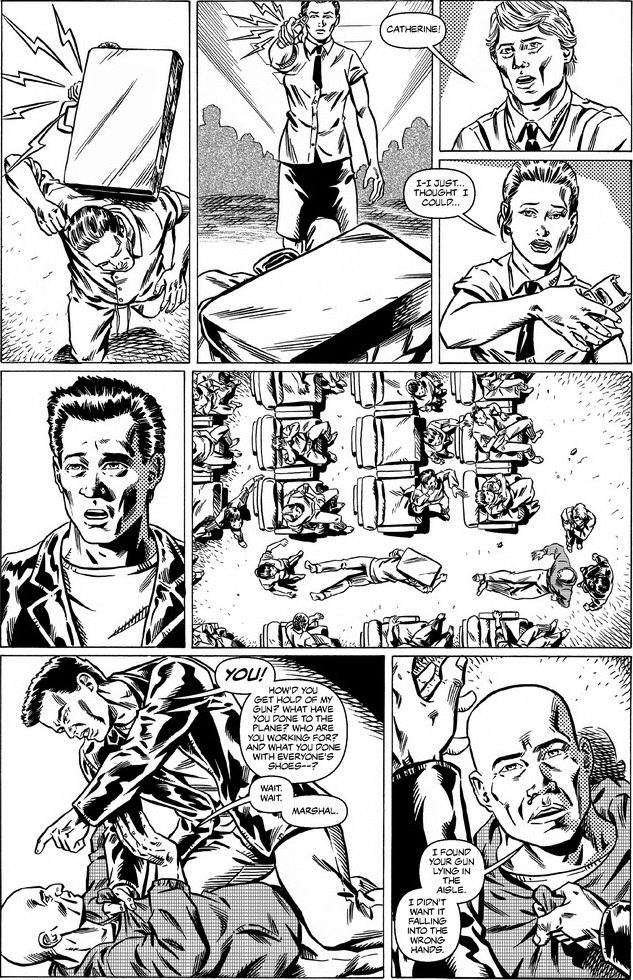 CATHERINE!
I-I JUST...
THOUGHT I
COULD...
YOU!
HOW'D YOU
GET HOLD OF MY
GUN? WHAT HAVE
YOU DONE TO THE
PLANE? WHO ARE
YOU WORKING FOR?
AND WHAT YOU DONE
WITH EVERYONE'S
SHOES--?
WAIT.
WAIT.
MARSHAL.
I FOUND
YOUR GUN
LYING IN
THE
AISLE.
I DIDN'T
WANT IT
FALLING
INTO THE
WRONG
HANDS.